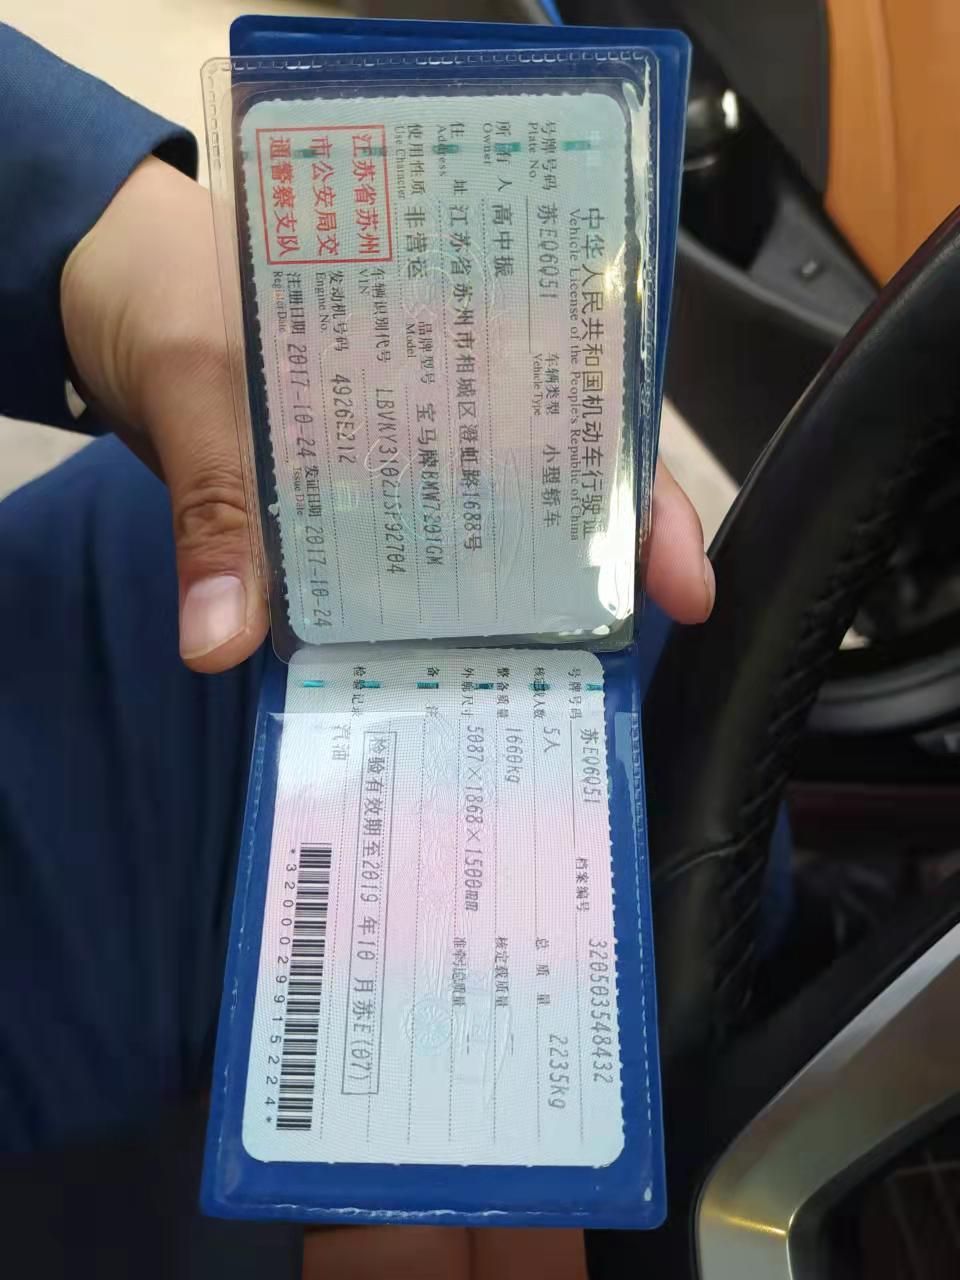 中华人民共和国机动车行驶证
Vehicle License of the People's Republic of China
号牌号码 苏EQ6Q51 车辆类型 小型轿车
Plate No. Vehicle Type
所有人 高中振
Owner
住址 江苏省苏州市相城区澄虹路1688号
Address
使用性质 非营运 品牌型号 宝马牌BMW7201GM
Use Character Model
江苏省苏州
市公安局交
通警察支队
车辆识别代号 LBVKY3102JSF92704
VIN
发动机号码 4926E212
Engine No.
注册日期 2017-10-24 发证日期 2017-10-24
Register Date Issue Date
号牌号码 苏EQ6Q51 档案编号 320503548432
核定载人数 5人 总质量 2235kg
整备质量 1660kg 核定载质量 --
外廓尺寸 5087×1868×1500mm 准牵引总质量 --
备注
检验有效期至2019年10月苏E(07)
检验记录 汽油
*3200029915224*